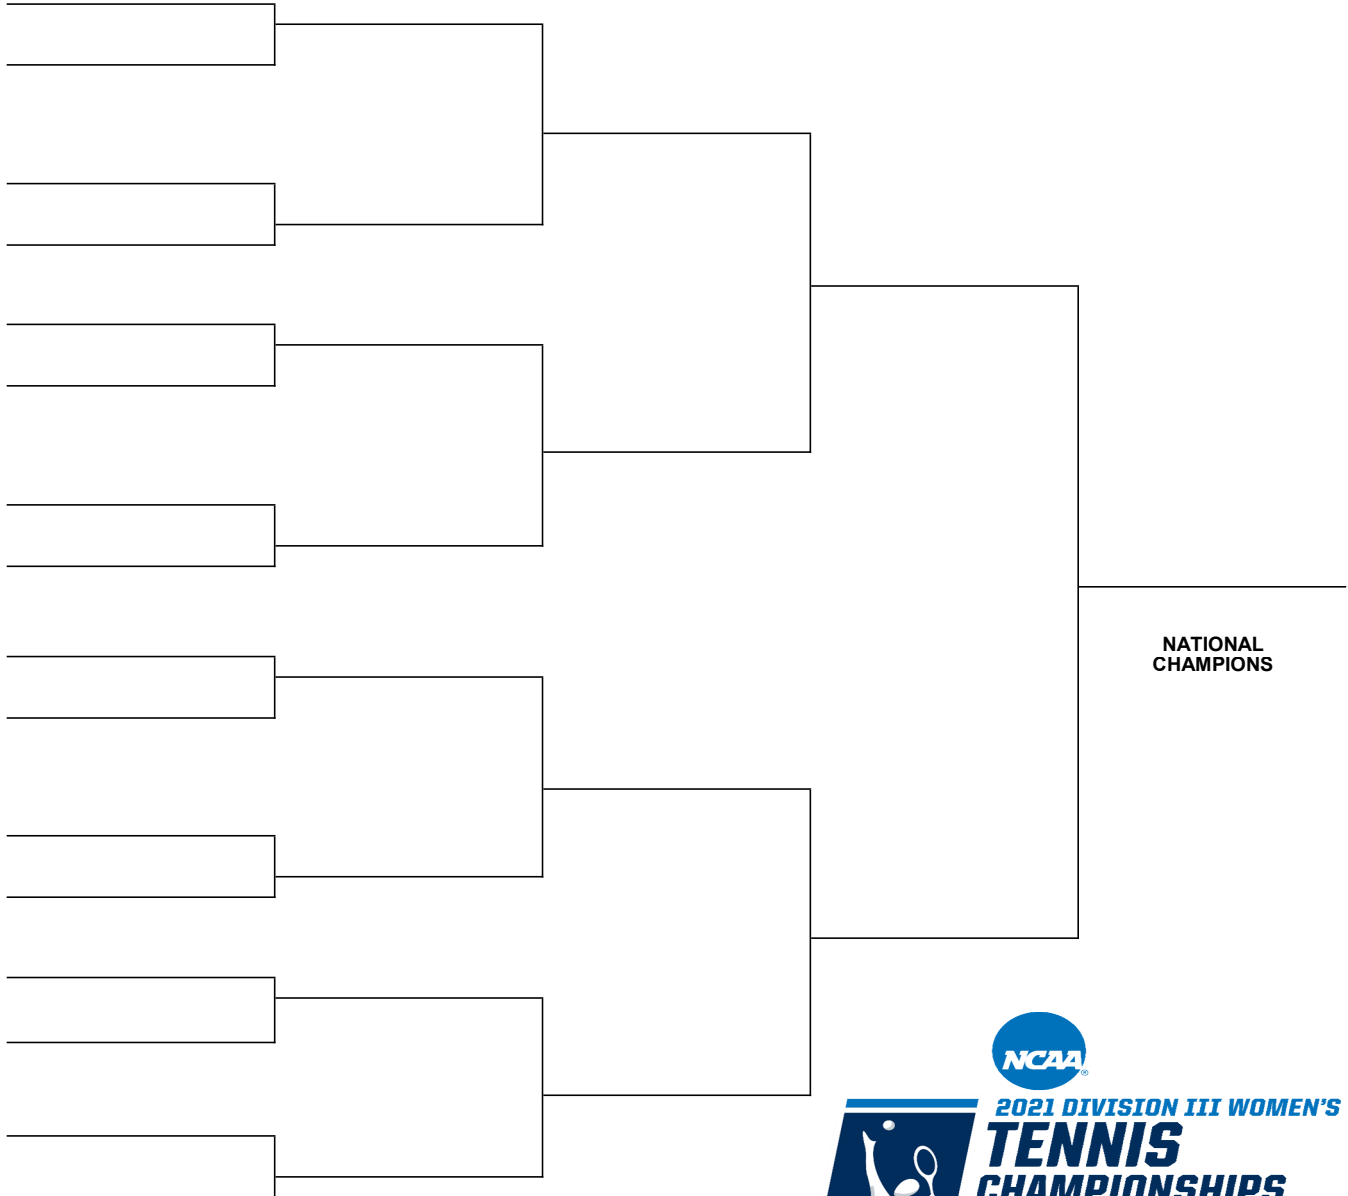 NATIONAL
CHAMPIONS
NCAA
®
2021 DIVISION III WOMEN'S
TENNIS
CHAMPIONSHIPS